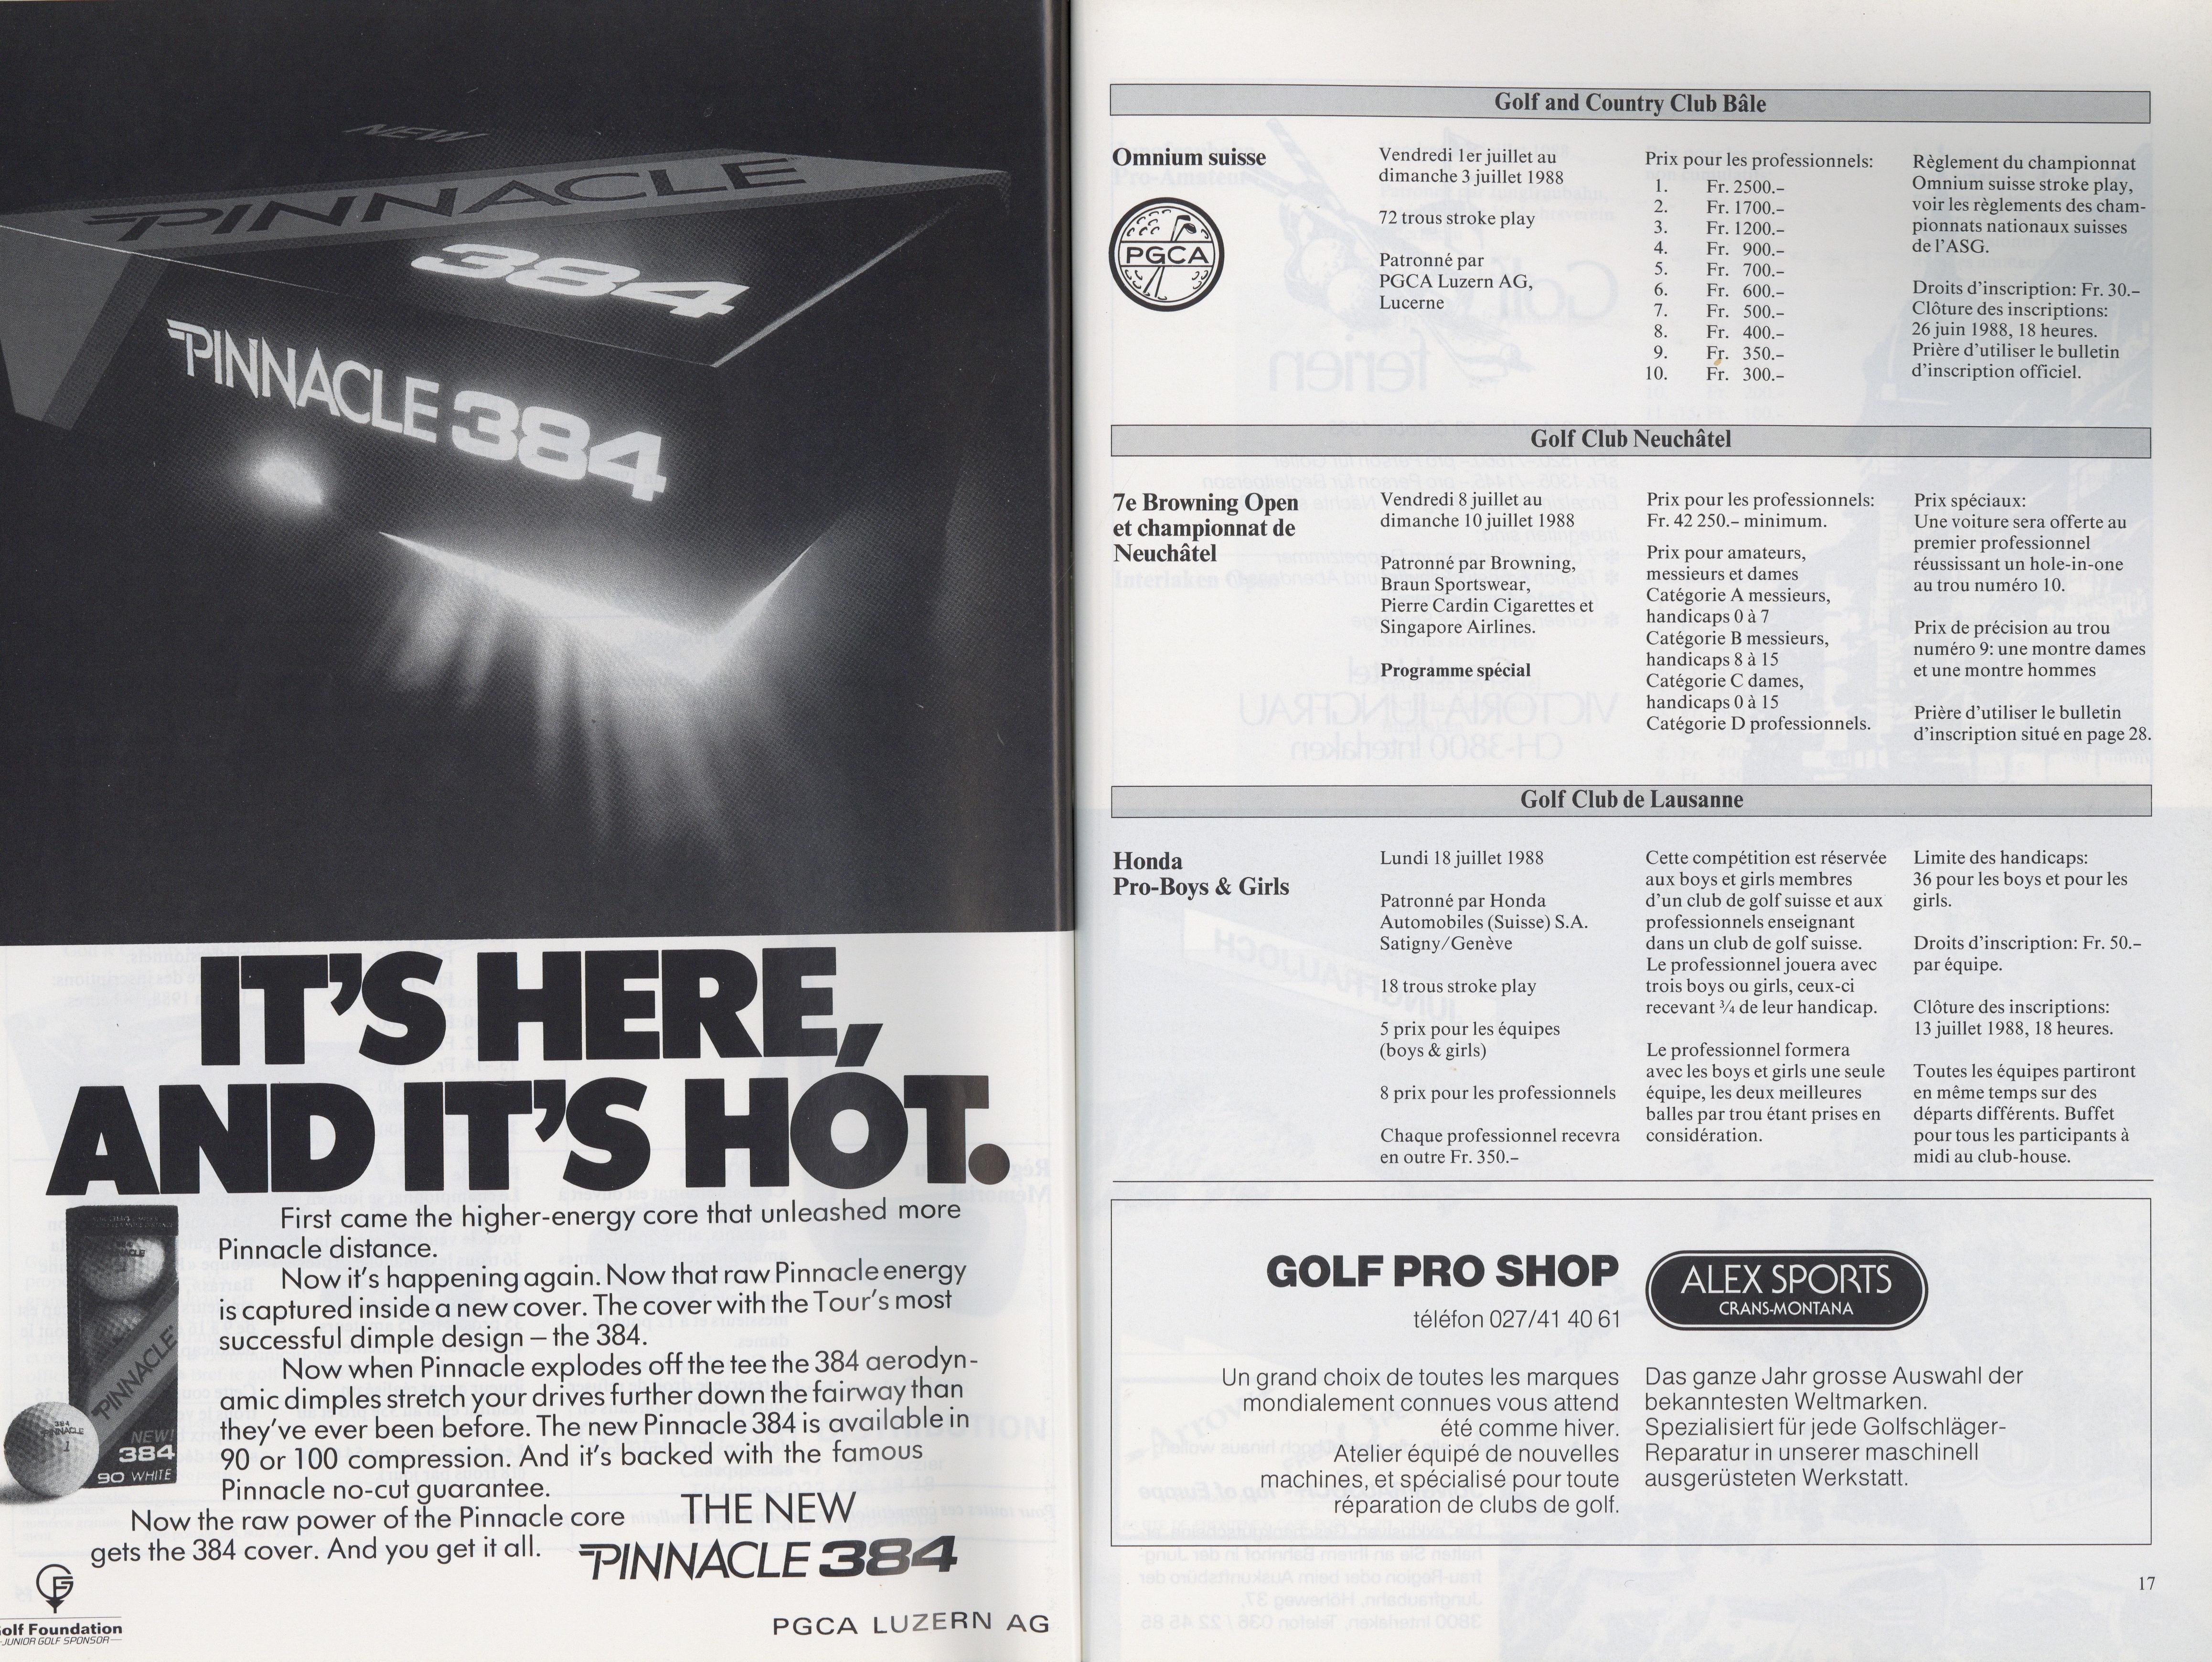 NEW
PINNACLE
384
PINNACLE 384
IT'S HERE,
AND IT'S HOT.
First came the higher-energy core that unleashed more
Pinnacle distance.
Now it's happening again. Now that raw Pinnacle energy
is captured inside a new cover. The cover with the Tour's most
successful dimple design – the 384.
Now when Pinnacle explodes off the tee the 384 aerodyn-
amic dimples stretch your drives further down the fairway than
they've ever been before. The new Pinnacle 384 is available in
90 or 100 compression. And it's backed with the famous
Pinnacle no-cut guarantee.
Now the raw power of the Pinnacle core
gets the 384 cover. And you get it all.
PINNACLE
NEW!
384
90 WHITE
384
PINNACLE
1
THE NEW
PINNACLE 384
olf Foundation
JUNIOR GOLF SPONSOR
PGCA LUZERN AG
Golf and Country Club Bâle
Omnium suisse
PGCA
Vendredi 1er juillet au
dimanche 3 juillet 1988
72 trous stroke play
Patronné par
PGCA Luzern AG,
Lucerne
Prix pour les professionnels:
1. Fr. 2500.–
2. Fr. 1700.–
3. Fr. 1200.–
4. Fr. 900.–
5. Fr. 700.–
6. Fr. 600.–
7. Fr. 500.–
8. Fr. 400.–
9. Fr. 350.–
10. Fr. 300.–
Règlement du championnat
Omnium suisse stroke play,
voir les règlements des cham-
pionnats nationaux suisses
de l'ASG.
Droits d'inscription: Fr. 30.–
Clôture des inscriptions:
26 juin 1988, 18 heures.
Prière d'utiliser le bulletin
d'inscription officiel.
Golf Club Neuchâtel
7e Browning Open
et championnat de
Neuchâtel
Vendredi 8 juillet au
dimanche 10 juillet 1988
Patronné par Browning,
Braun Sportswear,
Pierre Cardin Cigarettes et
Singapore Airlines.
Programme spécial
Prix pour les professionnels:
Fr. 42 250.– minimum.
Prix pour amateurs,
messieurs et dames
Catégorie A messieurs,
handicaps 0 à 7
Catégorie B messieurs,
handicaps 8 à 15
Catégorie C dames,
handicaps 0 à 15
Catégorie D professionnels.
Prix spéciaux:
Une voiture sera offerte au
premier professionnel
réussissant un hole-in-one
au trou numéro 10.
Prix de précision au trou
numéro 9: une montre dames
et une montre hommes
Prière d'utiliser le bulletin
d'inscription situé en page 28.
Golf Club de Lausanne
Honda
Pro-Boys & Girls
Lundi 18 juillet 1988
Patronné par Honda
Automobiles (Suisse) S.A.
Satigny/Genève
18 trous stroke play
5 prix pour les équipes
(boys & girls)
8 prix pour les professionnels
Chaque professionnel recevra
en outre Fr. 350.–
Cette compétition est réservée
aux boys et girls membres
d'un club de golf suisse et aux
professionnels enseignant
dans un club de golf suisse.
Le professionnel jouera avec
trois boys ou girls, ceux-ci
recevant ¾ de leur handicap.
Le professionnel formera
avec les boys et girls une seule
équipe, les deux meilleures
balles par trou étant prises en
considération.
Limite des handicaps:
36 pour les boys et pour les
girls.
Droits d'inscription: Fr. 50.–
par équipe.
Clôture des inscriptions:
13 juillet 1988, 18 heures.
Toutes les équipes partiront
en même temps sur des
départs différents. Buffet
pour tous les participants à
midi au club-house.
GOLF PRO SHOP
téléfon 027/41 40 61
Un grand choix de toutes les marques
mondialement connues vous attend
été comme hiver.
Atelier équipé de nouvelles
machines, et spécialisé pour toute
réparation de clubs de golf.
ALEX SPORTS
CRANS-MONTANA
Das ganze Jahr grosse Auswahl der
bekanntesten Weltmarken.
Spezialisiert für jede Golfschläger-
Reparatur in unserer maschinell
ausgerüsteten Werkstatt.
17